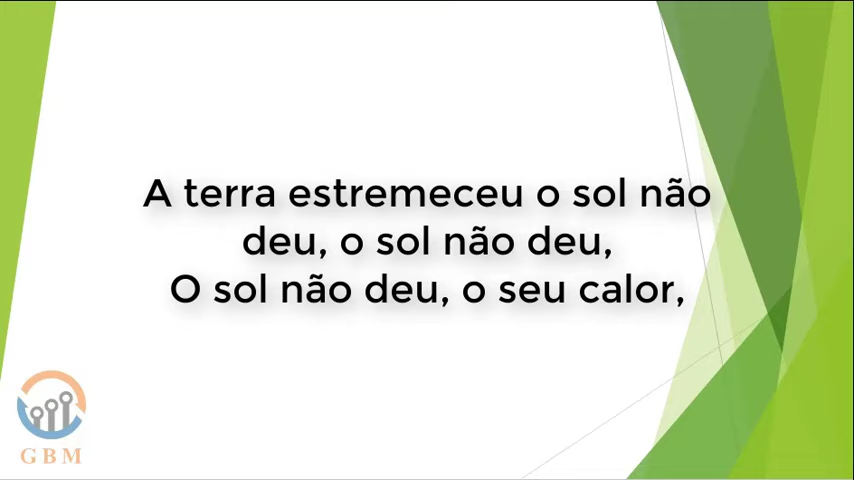 A terra estremeceu o sol não
deu, o sol não deu,
O sol não deu, o seu calor,
GBM